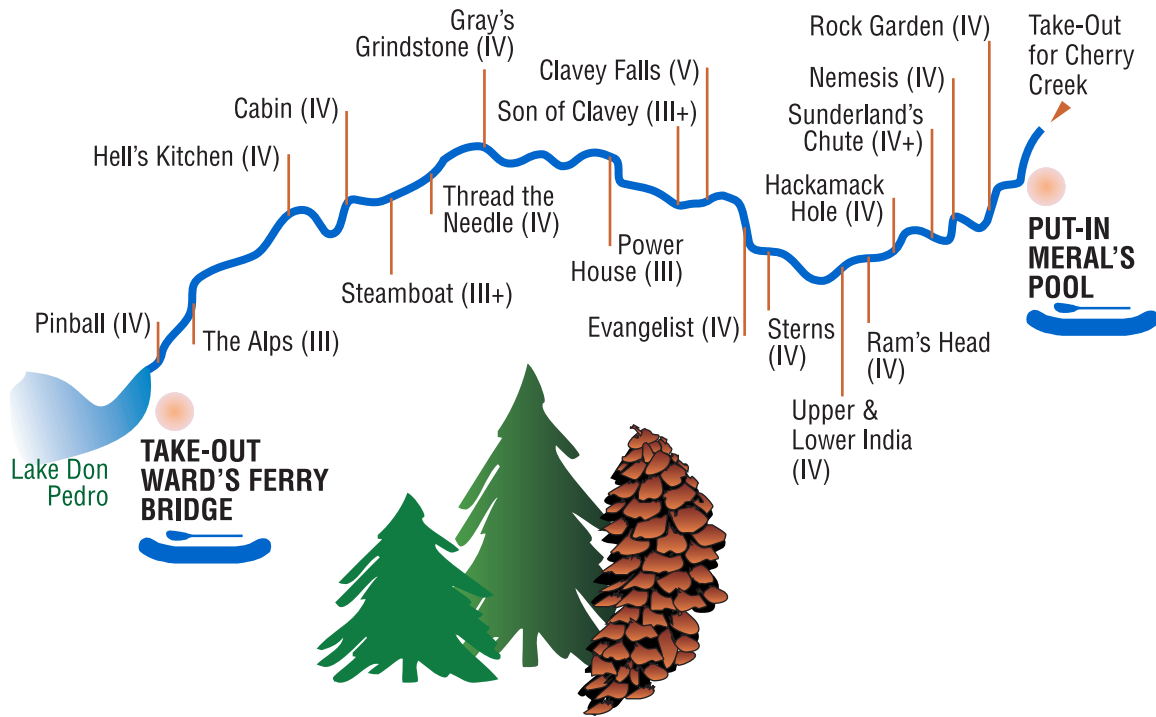 Gray's
Grindstone (IV)
Clavey Falls (V)
Rock Garden (IV)
Take-Out
for Cherry
Creek
Nemesis (IV)
Cabin (IV)
Son of Clavey (III+)
Sunderland's
Chute (IV+)
Hell's Kitchen (IV)
Hackamack
Hole (IV)
Thread the
Needle (IV)
Power
House (III)
PUT-IN
MERAL'S
POOL
Steamboat (III+)
Pinball (IV)
The Alps (III)
Evangelist (IV)
Sterns
(IV)
Ram's Head
(IV)
Upper &
Lower India
(IV)
Lake Don
Pedro
TAKE-OUT
WARD'S FERRY
BRIDGE